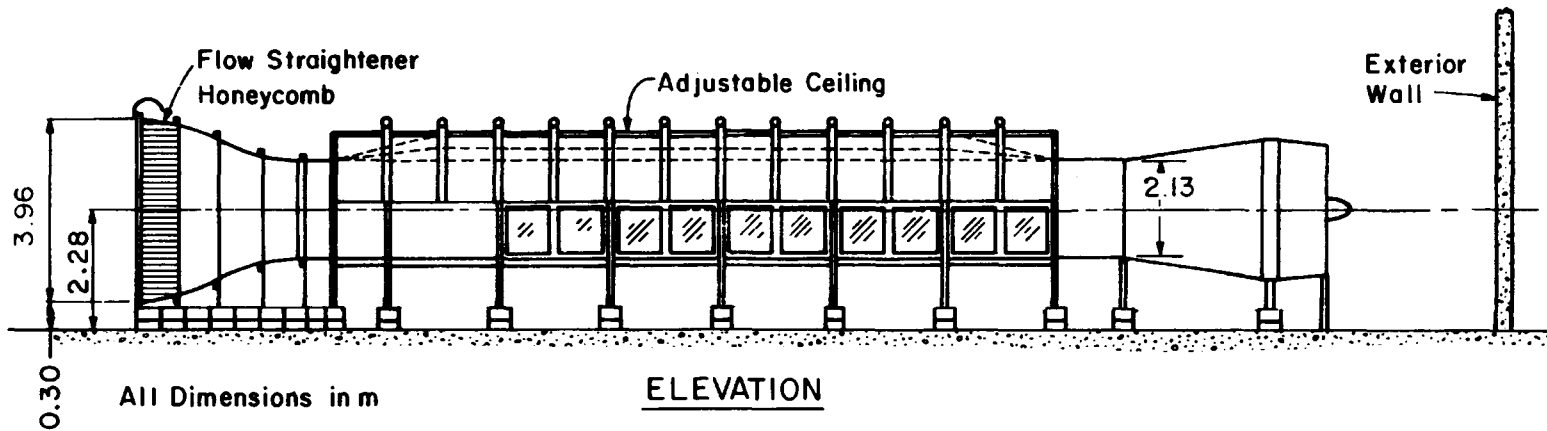 Flow Straightener
Honeycomb
Adjustable Ceiling
Exterior
Wall
3.96
2.28
2.13
0.30
All Dimensions in m
ELEVATION